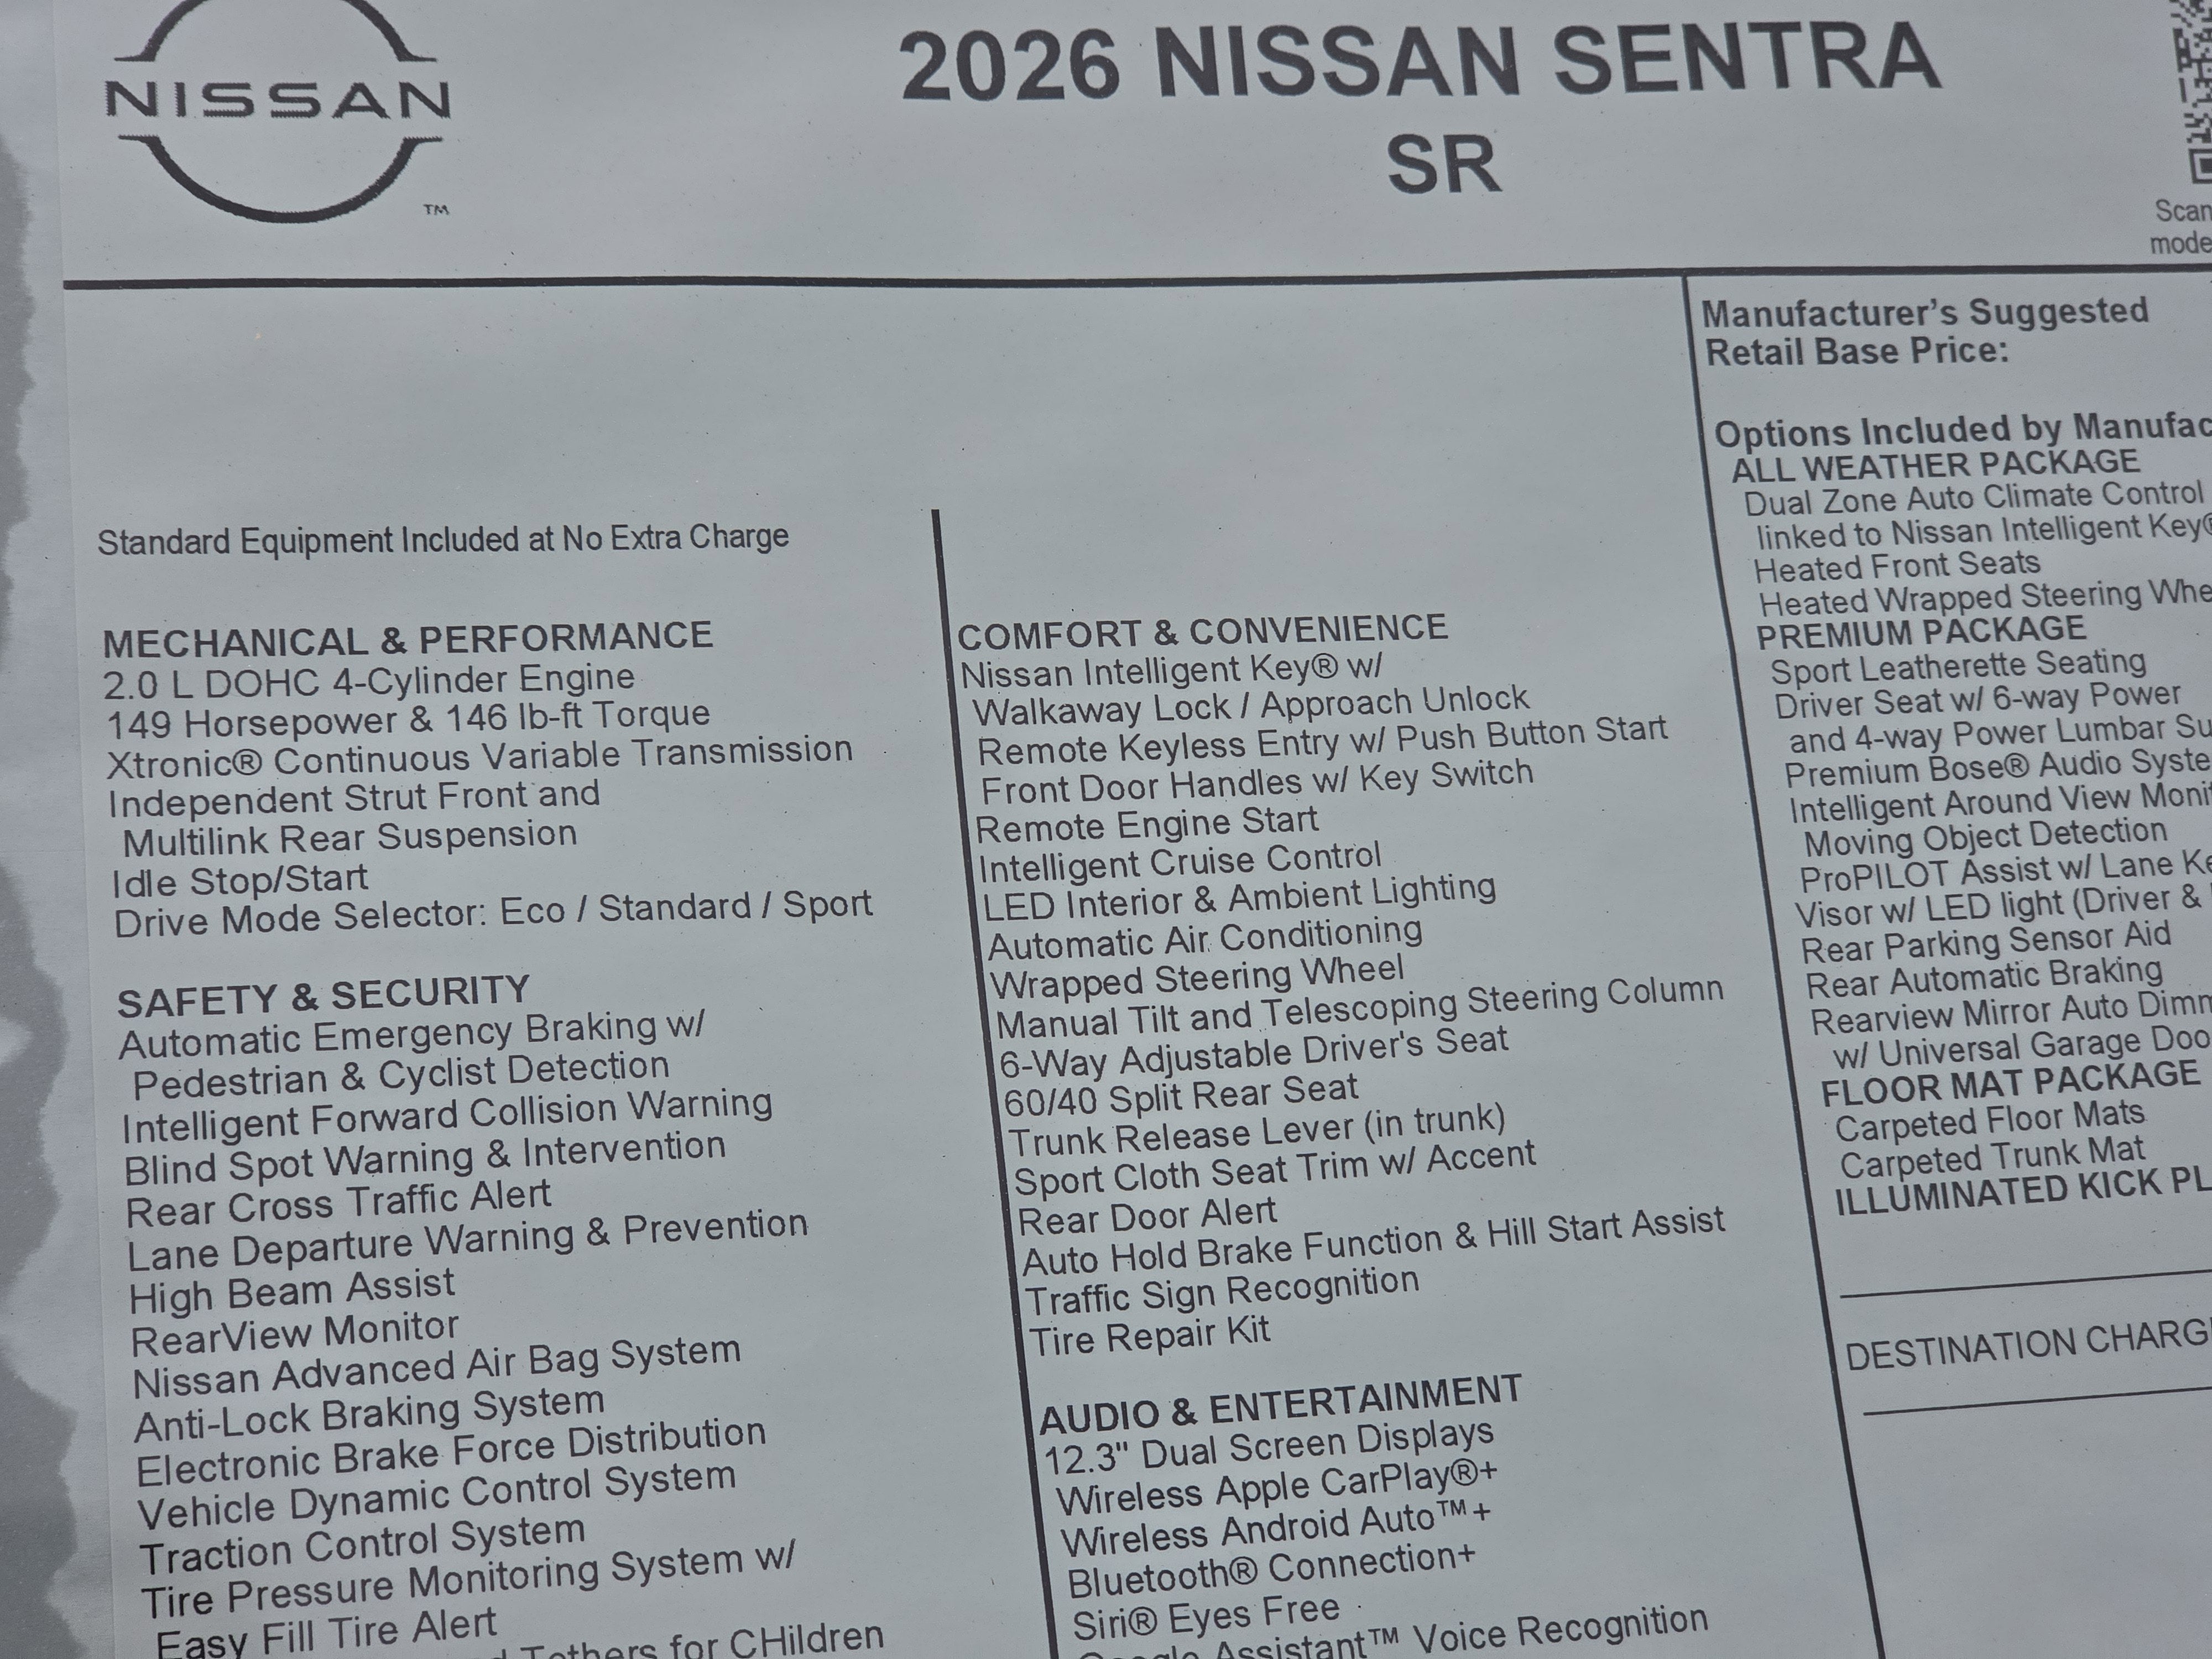 NISSAN
TM
2026 NISSAN SENTRA
SR
Scan
mode
Standard Equipment Included at No Extra Charge
MECHANICAL & PERFORMANCE
2.0 L DOHC 4-Cylinder Engine
149 Horsepower & 146 lb-ft Torque
Xtronic® Continuous Variable Transmission
Independent Strut Front and
Multilink Rear Suspension
Idle Stop/Start
Drive Mode Selector: Eco / Standard / Sport
SAFETY & SECURITY
Automatic Emergency Braking w/
Pedestrian & Cyclist Detection
Intelligent Forward Collision Warning
Blind Spot Warning & Intervention
Rear Cross Traffic Alert
Lane Departure Warning & Prevention
High Beam Assist
RearView Monitor
Nissan Advanced Air Bag System
Anti-Lock Braking System
Electronic Brake Force Distribution
Vehicle Dynamic Control System
Traction Control System
Tire Pressure Monitoring System w/
Easy Fill Tire Alert
Tethers for CHildren
COMFORT & CONVENIENCE
Nissan Intelligent Key® w/
Walkaway Lock / Approach Unlock
Remote Keyless Entry w/ Push Button Start
Front Door Handles w/ Key Switch
Remote Engine Start
Intelligent Cruise Control
LED Interior & Ambient Lighting
Automatic Air Conditioning
Wrapped Steering Wheel
Manual Tilt and Telescoping Steering Column
6-Way Adjustable Driver's Seat
60/40 Split Rear Seat
Trunk Release Lever (in trunk)
Sport Cloth Seat Trim w/ Accent
Rear Door Alert
Auto Hold Brake Function & Hill Start Assist
Traffic Sign Recognition
Tire Repair Kit
AUDIO & ENTERTAINMENT
12.3" Dual Screen Displays
Wireless Apple CarPlay®+
Wireless Android Auto™+
Bluetooth® Connection+
Siri® Eyes Free
Google Assistant™ Voice Recognition
Manufacturer's Suggested
Retail Base Price:
Options Included by Manufac
ALL WEATHER PACKAGE
Dual Zone Auto Climate Control
linked to Nissan Intelligent Key®
Heated Front Seats
Heated Wrapped Steering Whe
PREMIUM PACKAGE
Sport Leatherette Seating
Driver Seat w/ 6-way Power
and 4-way Power Lumbar Su
Premium Bose® Audio Syste
Intelligent Around View Monit
Moving Object Detection
ProPILOT Assist w/ Lane Ke
Visor w/ LED light (Driver &
Rear Parking Sensor Aid
Rear Automatic Braking
Rearview Mirror Auto Dimm
w/ Universal Garage Doo
FLOOR MAT PACKAGE
Carpeted Floor Mats
Carpeted Trunk Mat
ILLUMINATED KICK PL
DESTINATION CHARG